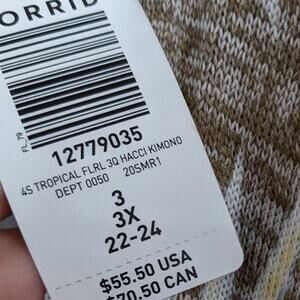 ORRID
FL_79
12779035
4S TROPICAL FLRL 3Q HACCI KIMONO
DEPT 0050 20SMR1
3
3X
22-24
$55.50 USA
$70.50 CAN